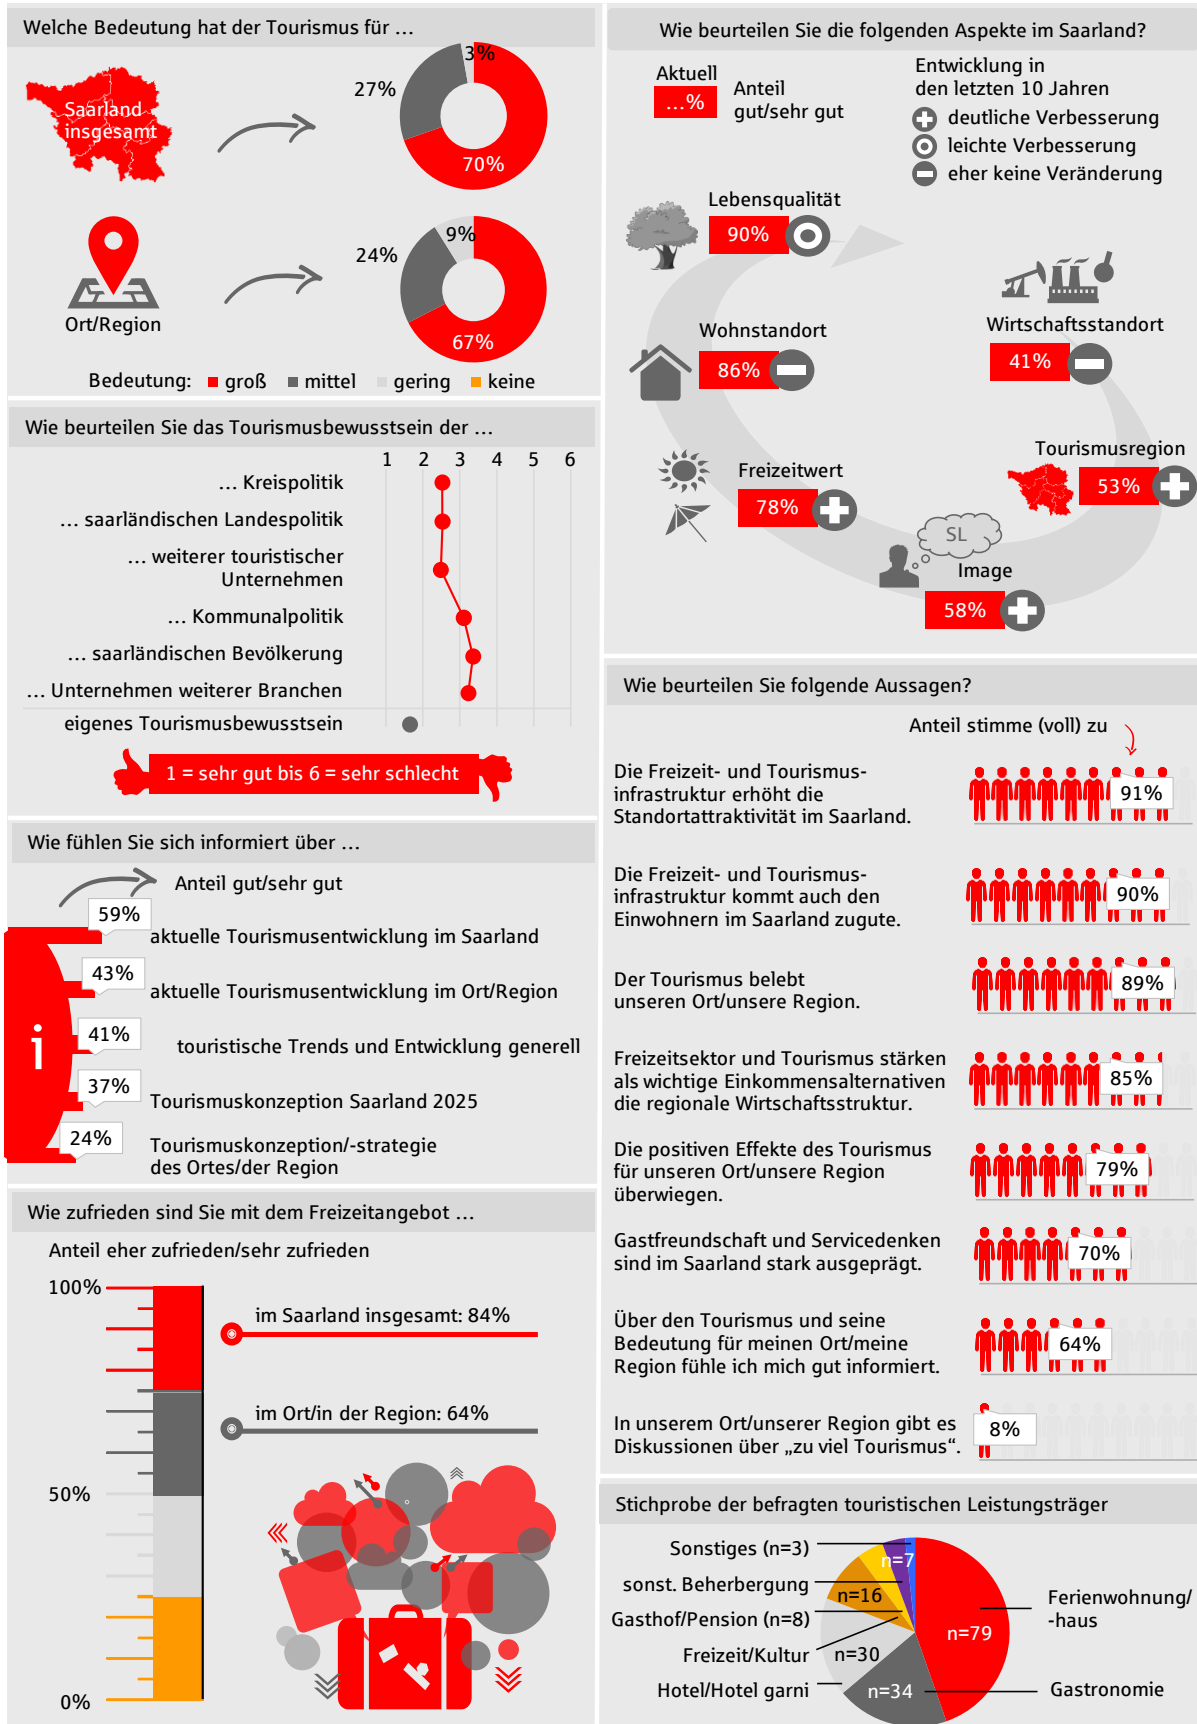 Welche Bedeutung hat der Tourismus für ...
Saarland
insgesamt
3%
27%
70%
9%
24%
67%
Ort/Region
Bedeutung: groß mittel gering keine
Wie beurteilen Sie das Tourismusbewusstsein der ...
1 2 3 4 5 6
... Kreispolitik
... saarländischen Landespolitik
... weiterer touristischer
Unternehmen
... Kommunalpolitik
... saarländischen Bevölkerung
... Unternehmen weiterer Branchen
eigenes Tourismusbewusstsein
1 = sehr gut bis 6 = sehr schlecht
Wie fühlen Sie sich informiert über ...
Anteil gut/sehr gut
59%
aktuelle Tourismusentwicklung im Saarland
43%
aktuelle Tourismusentwicklung im Ort/Region
i
41%
touristische Trends und Entwicklung generell
37%
Tourismuskonzeption Saarland 2025
24%
Tourismuskonzeption/-strategie
des Ortes/der Region
Wie zufrieden sind Sie mit dem Freizeitangebot ...
Anteil eher zufrieden/sehr zufrieden
100%
im Saarland insgesamt: 84%
im Ort/in der Region: 64%
50%
0%
Wie beurteilen Sie die folgenden Aspekte im Saarland?
Aktuell
...%
Anteil
gut/sehr gut
Entwicklung in
den letzten 10 Jahren
deutliche Verbesserung
leichte Verbesserung
eher keine Veränderung
Lebensqualität
90%
Wohnstandort
86%
Wirtschaftsstandort
41%
Freizeitwert
78%
Tourismusregion
53%
SL
Image
58%
Wie beurteilen Sie folgende Aussagen?
Anteil stimme (voll) zu
Die Freizeit- und Tourismus-
infrastruktur erhöht die
Standortattraktivität im Saarland.
91%
Die Freizeit- und Tourismus-
infrastruktur kommt auch den
Einwohnern im Saarland zugute.
90%
Der Tourismus belebt
unseren Ort/unsere Region.
89%
Freizeitsektor und Tourismus stärken
als wichtige Einkommensalternativen
die regionale Wirtschaftsstruktur.
85%
Die positiven Effekte des Tourismus
für unseren Ort/unsere Region
überwiegen.
79%
Gastfreundschaft und Servicedenken
sind im Saarland stark ausgeprägt.
70%
Über den Tourismus und seine
Bedeutung für meinen Ort/meine
Region fühle ich mich gut informiert.
64%
In unserem Ort/unserer Region gibt es
Diskussionen über „zu viel Tourismus“.
8%
Stichprobe der befragten touristischen Leistungsträger
Sonstiges (n=3)
n=7
sonst. Beherbergung
n=16
Gasthof/Pension (n=8)
Freizeit/Kultur
n=30
Hotel/Hotel garni
n=34
n=79
Ferienwohnung/
-haus
Gastronomie